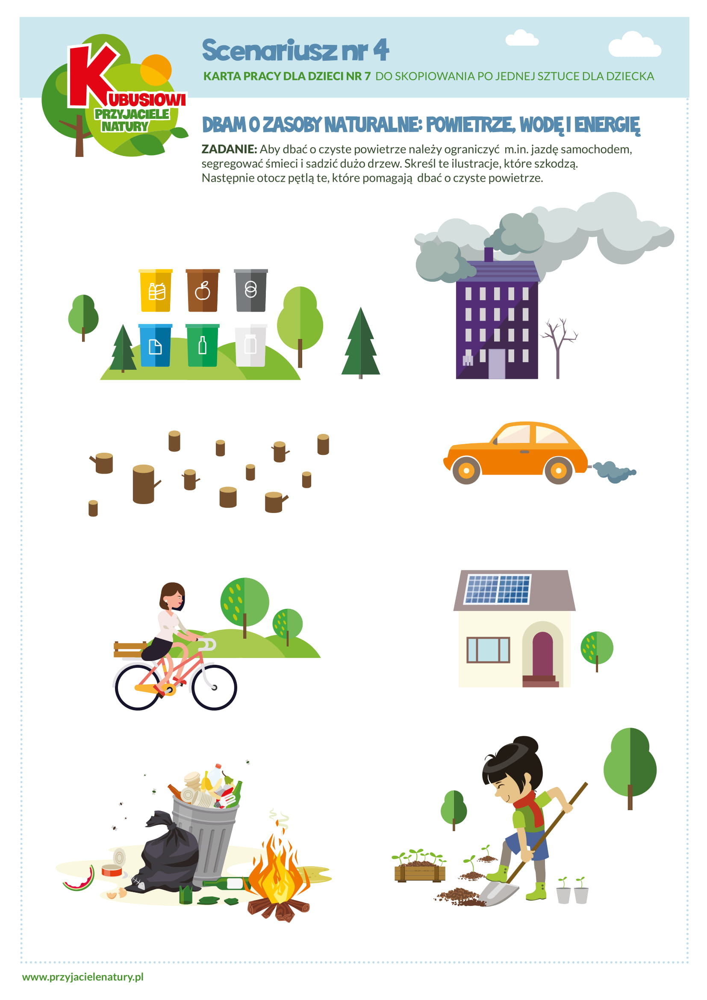 Scenariusz nr 4
KARTA PRACY DLA DZIECI NR 7 DO SKOPIOWANIA PO JEDNEJ SZTUCE DLA DZIECKA
KUBUSIOWI
PRZYJACIELE
NATURY
DBAM O ZASOBY NATURALNE: POWIETRZE, WODĘ I ENERGIĘ
ZADANIE: Aby dbać o czyste powietrze należy ograniczyć m.in. jazdę samochodem,
segregować śmieci i sadzić dużo drzew. Skreśl te ilustracje, które szkodzą.
Następnie otocz pętlą te, które pomagają dbać o czyste powietrze.
www.przyjacielenatury.pl